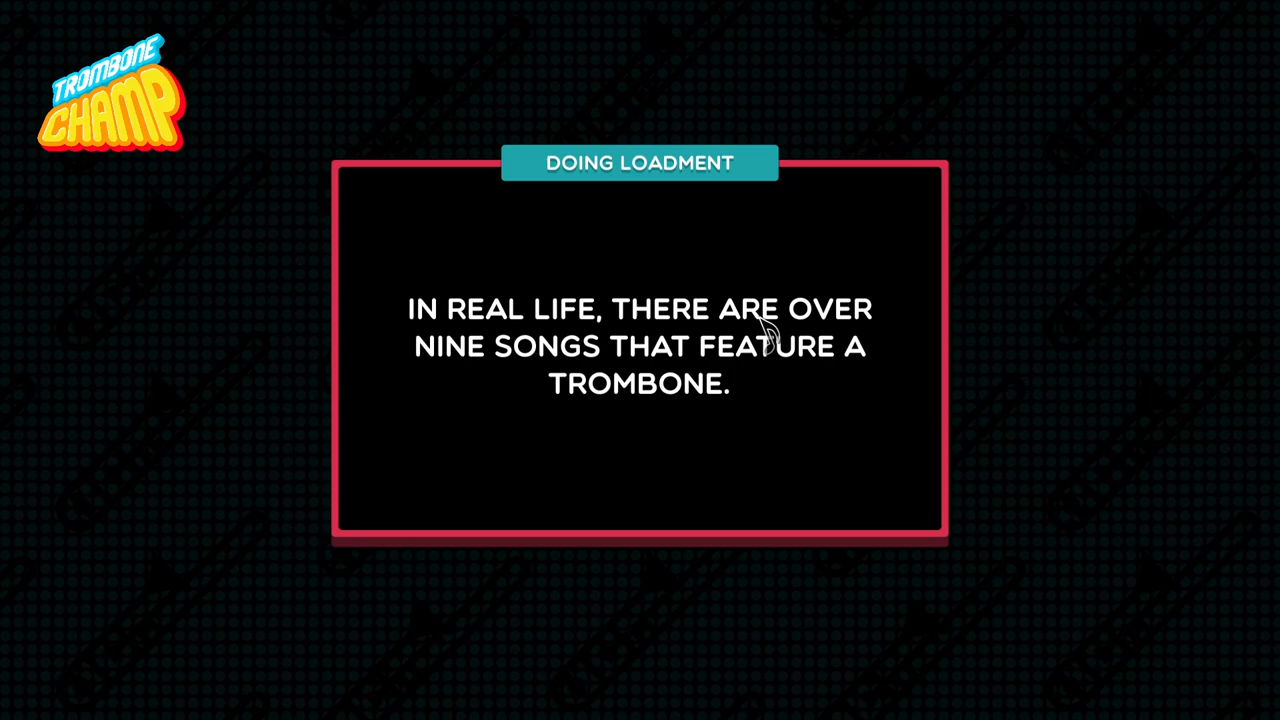 TROMBONE
CHAMP
DOING LOADMENT
IN REAL LIFE, THERE ARE OVER
NINE SONGS THAT FEATURE A
TROMBONE.